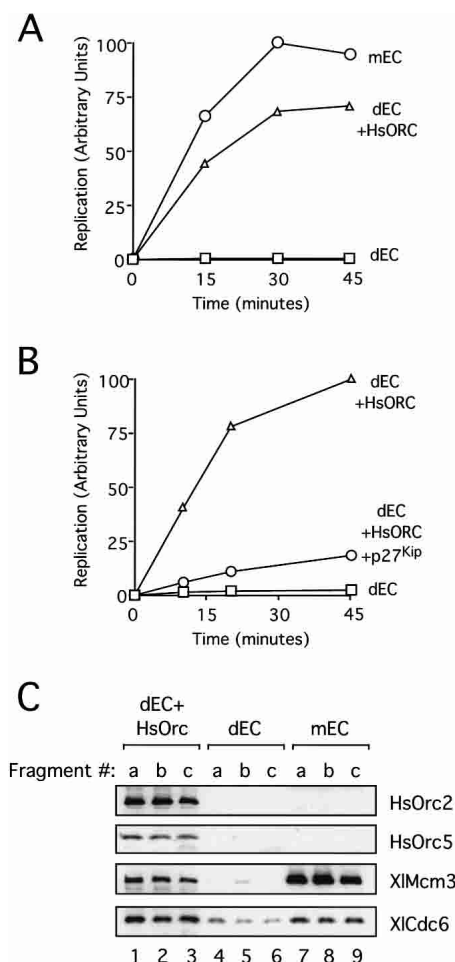 A
Replication (Arbitrary Units)
100
75
50
25
0
0 15 30 45
Time (minutes)
mEC
dEC
+HsORC
dEC
B
Replication (Arbitrary Units)
100
75
50
25
0
0 15 30 45
Time (minutes)
dEC
+HsORC
dEC
+HsORC
+p27Kip
dEC
C
dEC+
HsOrc dEC mEC
Fragment #: a b c a b c a b c
HsOrc2
HsOrc5
XlMcm3
XlCdc6
1 2 3 4 5 6 7 8 9